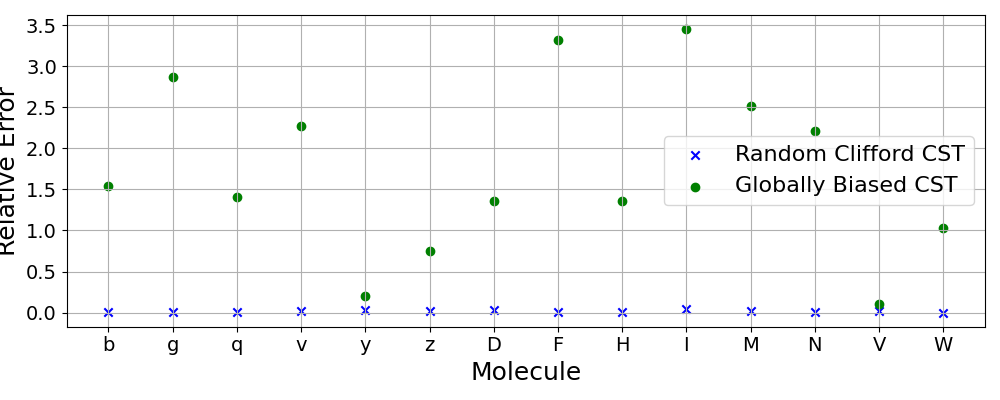 3.5
3.0
2.5
2.0
1.5
1.0
0.5
0.0
Relative Error
Random Clifford CST
Globally Biased CST
b g q v y z D F H I M N V W
Molecule